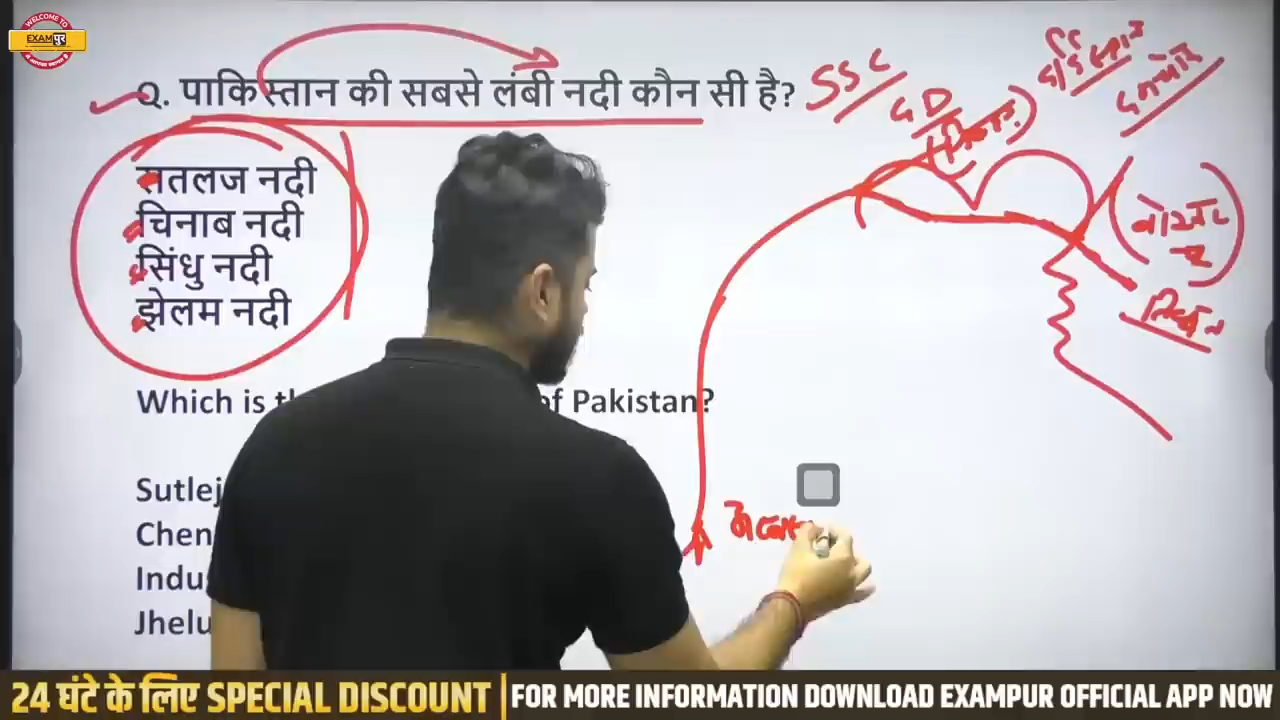 WELCOME TO
EXAMपुर
Q. पाकिस्तान की सबसे लंबी नदी कौन सी है?
SSC
GD
सतलज नदी
चिनाब नदी
सिंधु नदी
झेलम नदी
Which is of Pakistan?
Sutlej
Chen
Indu
Jhelu
24 घंटे के लिए SPECIAL DISCOUNT | FOR MORE INFORMATION DOWNLOAD EXAMPUR OFFICIAL APP NOW